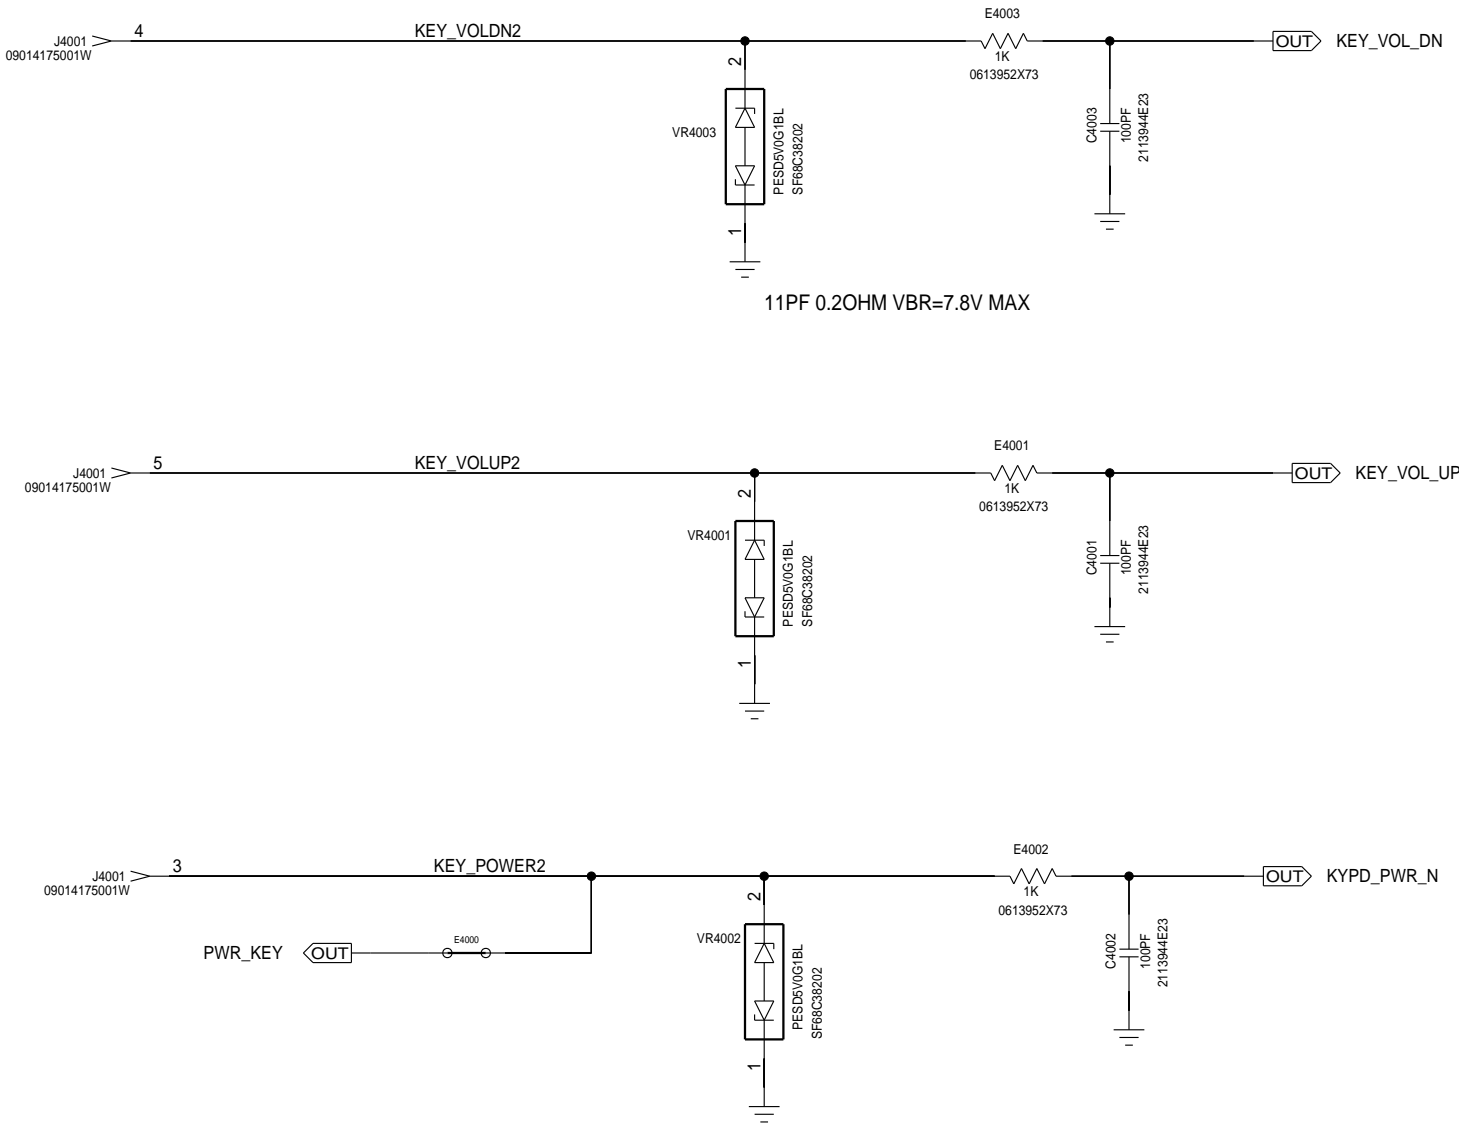 E4003
4
KEY_VOLDN2
J4001
09014175001W
1K
0613952X73
OUT
KEY_VOL_DN
2
VR4003
PESD5V0G1BL
SF68C38202
1
C4003
100PF
2113944E23
11PF 0.2OHM VBR=7.8V MAX
E4001
5
KEY_VOLUP2
J4001
09014175001W
1K
0613952X73
OUT
KEY_VOL_UP
2
VR4001
PESD5V0G1BL
SF68C38202
1
C4001
100PF
2113944E23
E4002
3
KEY_POWER2
J4001
09014175001W
1K
0613952X73
OUT
KYPD_PWR_N
PWR_KEY
OUT
E4000
2
VR4002
PESD5V0G1BL
SF68C38202
1
C4002
100PF
2113944E23